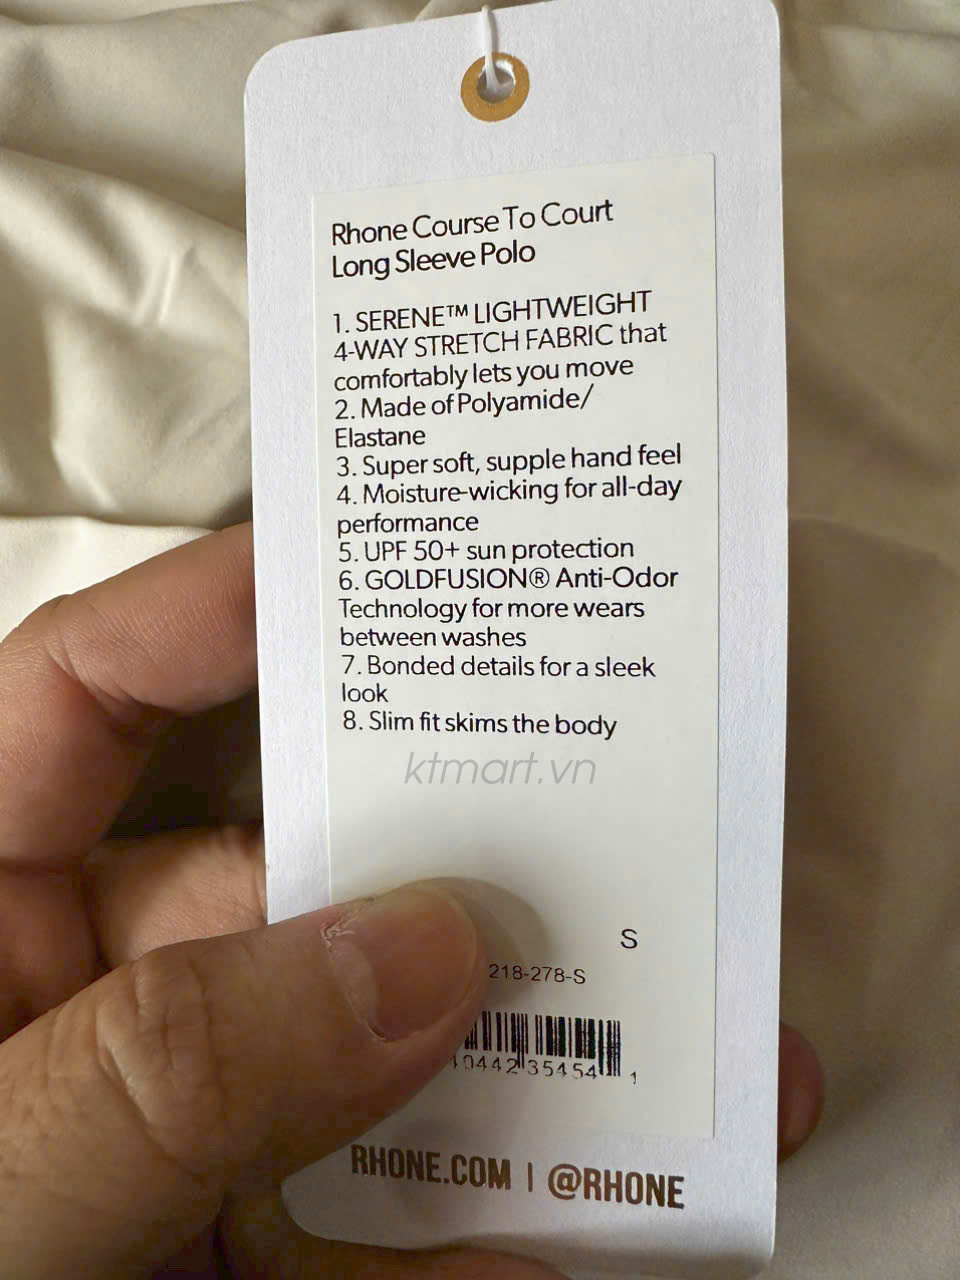 Rhone Course To Court
Long Sleeve Polo
1. SERENE™ LIGHTWEIGHT
4-WAY STRETCH FABRIC that
comfortably lets you move
2. Made of Polyamide/
Elastane
3. Super soft, supple hand feel
4. Moisture-wicking for all-day
performance
5. UPF 50+ sun protection
6. GOLDFUSION® Anti-Odor
Technology for more wears
between washes
7. Bonded details for a sleek
look
8. Slim fit skims the body
ktmart.vn
S
218-278-S
10442 35454 1
RHONE.COM | @RHONE